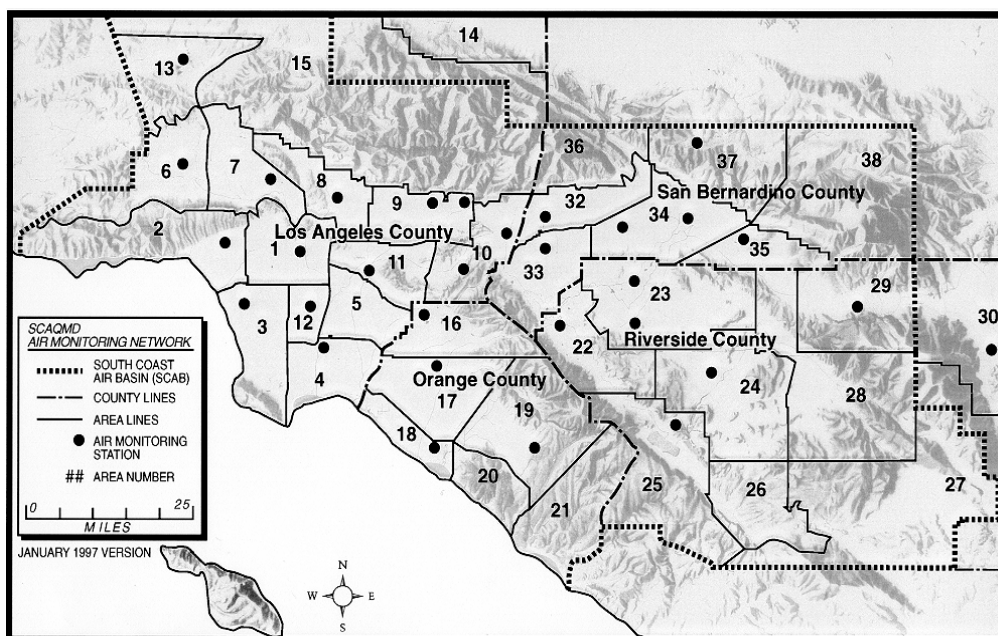 14
13
15
36
37
38
7
6
8
San Bernardino County
9
32
34
2
Los Angeles County
1
10
35
11
33
29
23
5
12
3
16
22
30
Riverside County
4
Orange County
24
28
17
19
18
20
25
26
27
21
SCAQMD
AIR MONITORING NETWORK
SOUTH COAST
AIR BASIN (SCAB)
COUNTY LINES
AREA LINES
AIR MONITORING
STATION
## AREA NUMBER
0 25
MILES
JANUARY 1997 VERSION
N
W E
S